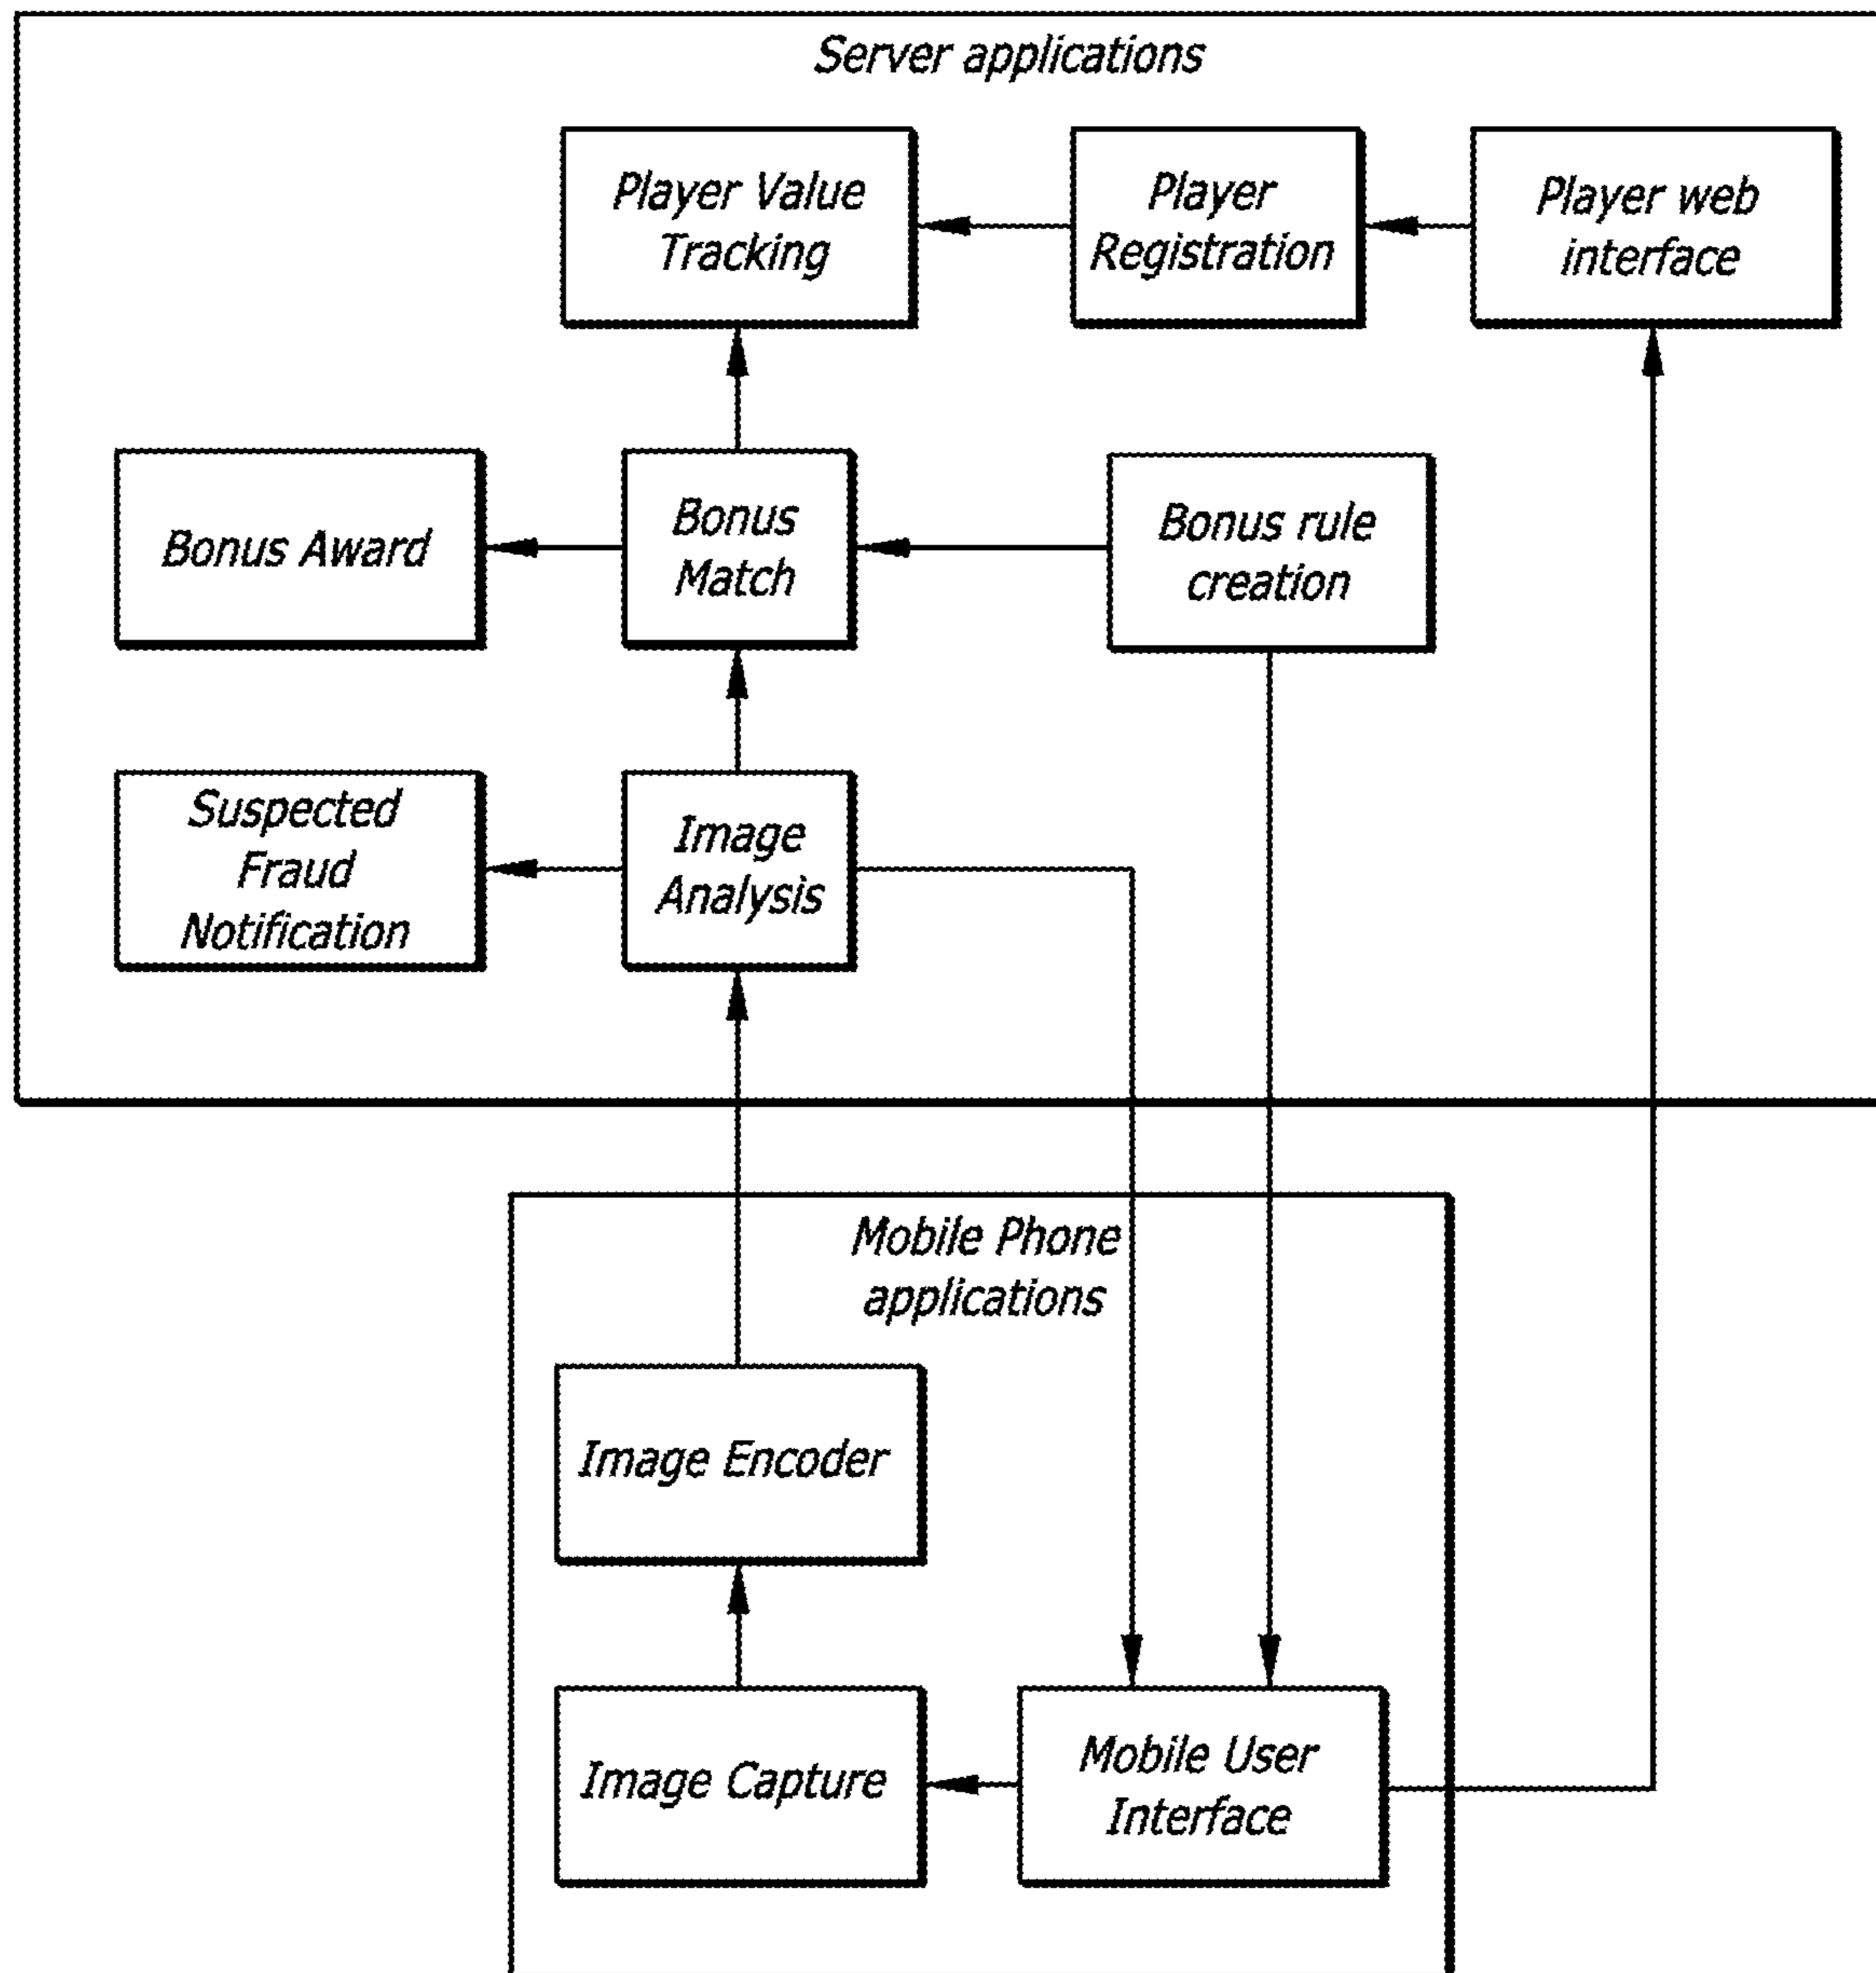 Server applications
Player Value
Tracking
Player
Registration
Player web
interface
Bonus Award
Bonus
Match
Bonus rule
creation
Suspected
Fraud
Notification
Image
Analysis
Mobile Phone
applications
Image Encoder
Image Capture
Mobile User
Interface